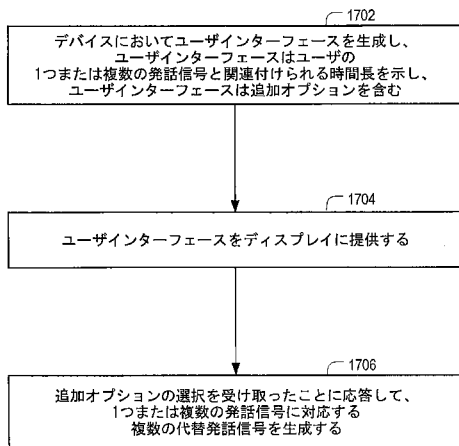 1702
デバイスにおいてユーザインターフェースを生成し、
ユーザインターフェースはユーザの
1つまたは複数の発話信号と関連付けられる時間長を示し、
ユーザインターフェースは追加オプションを含む
1704
ユーザインターフェースをディスプレイに提供する
1706
追加オプションの選択を受け取ったことに応答して、
1つまたは複数の発話信号に対応する
複数の代替発話信号を生成する